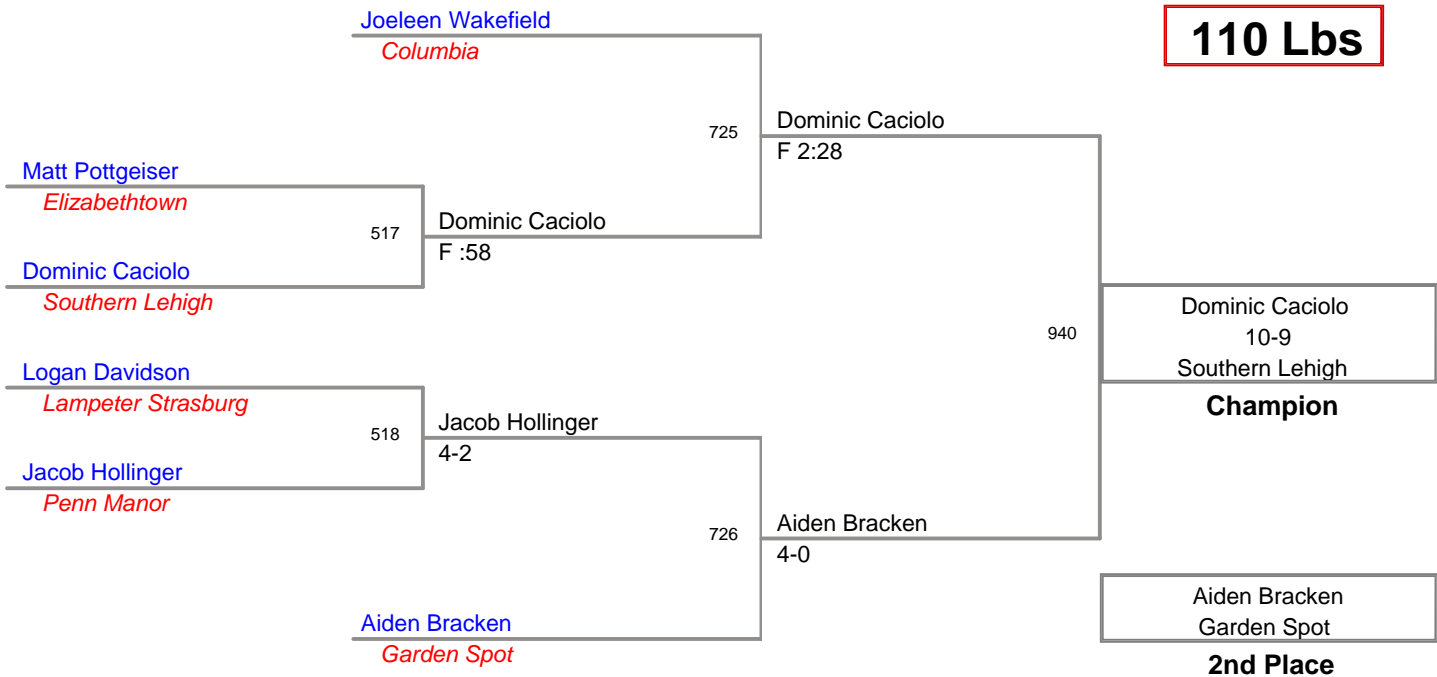 Joeleen Wakefield
Columbia
110 Lbs
725
Dominic Caciolo
F 2:28
Matt Pottgeiser
Elizabethtown
517
Dominic Caciolo
F :58
Dominic Caciolo
Southern Lehigh
940
Dominic Caciolo
10-9
Southern Lehigh
Champion
Logan Davidson
Lampeter Strasburg
518
Jacob Hollinger
4-2
Jacob Hollinger
Penn Manor
726
Aiden Bracken
4-0
Aiden Bracken
Garden Spot
Aiden Bracken
Garden Spot
2nd Place